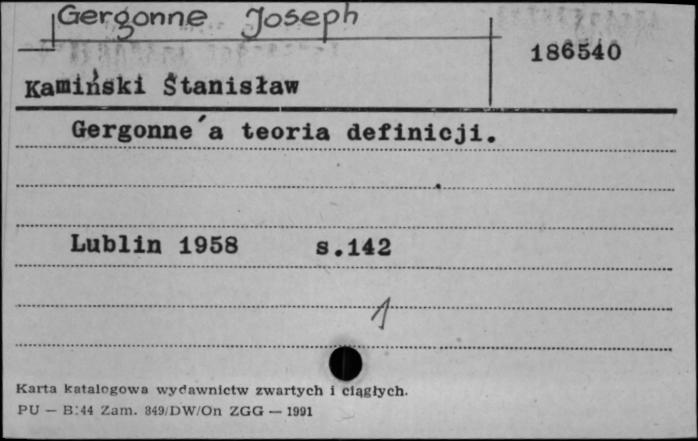 Gergonne Joseph
186540
Kamiński Stanisław
Gergonne´a teoria definicji.
Lublin 1958 s.142
1
Karta katalogowa wydawnictw zwartych i ciągłych.
PU — B:44 Zam. 849/DW/On ZGG — 1991